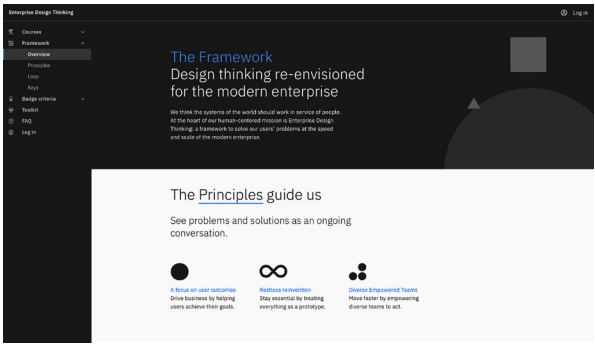 Enterprise Design Thinking
Log in
Courses
Framework
Overview
Principles
Loop
Keys
Badge criteria
Toolkit
FAQ
Log in
The Framework
Design thinking re-envisioned
for the modern enterprise
We think the systems of the world should work in service of people.
At the heart of our human-centered mission is Enterprise Design
Thinking: a framework to solve our users' problems at the speed
and scale of the modern enterprise.
The Principles guide us
See problems and solutions as an ongoing
conversation.
A focus on user outcomes
Drive business by helping
users achieve their goals.
Restless reinvention
Stay essential by treating
everything as a prototype.
Diverse Empowered Teams
Move faster by empowering
diverse teams to act.